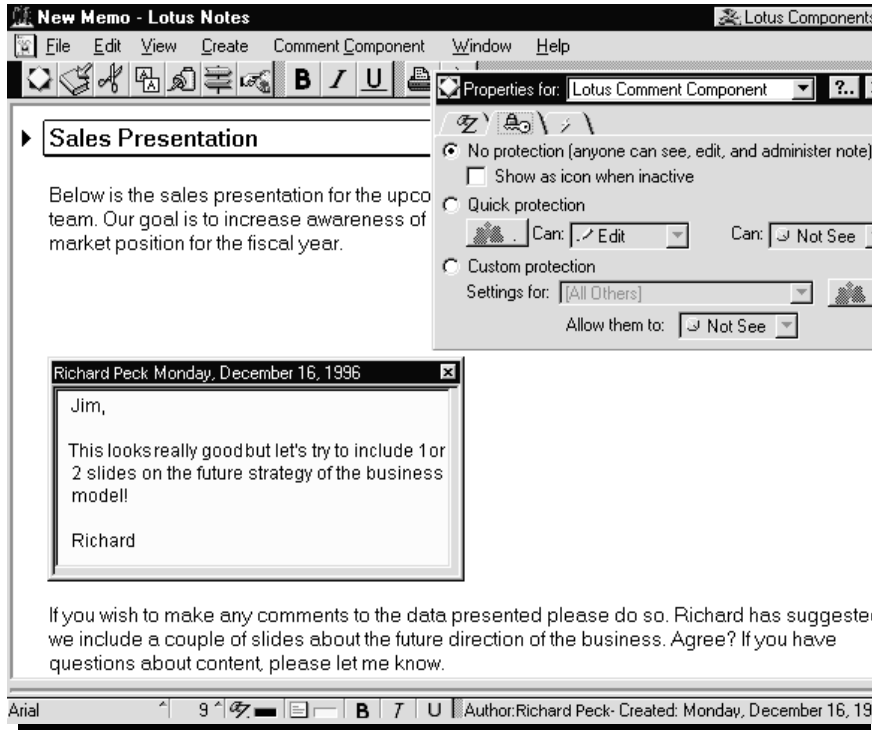 New Memo - Lotus Notes
Lotus Components
File Edit View Create Comment Component Window Help
B I U
Properties for: Lotus Comment Component ?..
Sales Presentation
No protection (anyone can see, edit, and administer note)
Show as icon when inactive
Quick protection
Can: Edit Can: Not See
Custom protection
Settings for: [All Others]
Allow them to: Not See
Below is the sales presentation for the upco
team. Our goal is to increase awareness of
market position for the fiscal year.
Richard Peck Monday, December 16, 1996
Jim,
This looks really good but let's try to include 1 or
2 slides on the future strategy of the business
model!
Richard
If you wish to make any comments to the data presented please do so. Richard has suggeste
we include a couple of slides about the future direction of the business. Agree? If you have
questions about content, please let me know.
Arial 9 B I U Author:Richard Peck- Created: Monday, December 16, 19